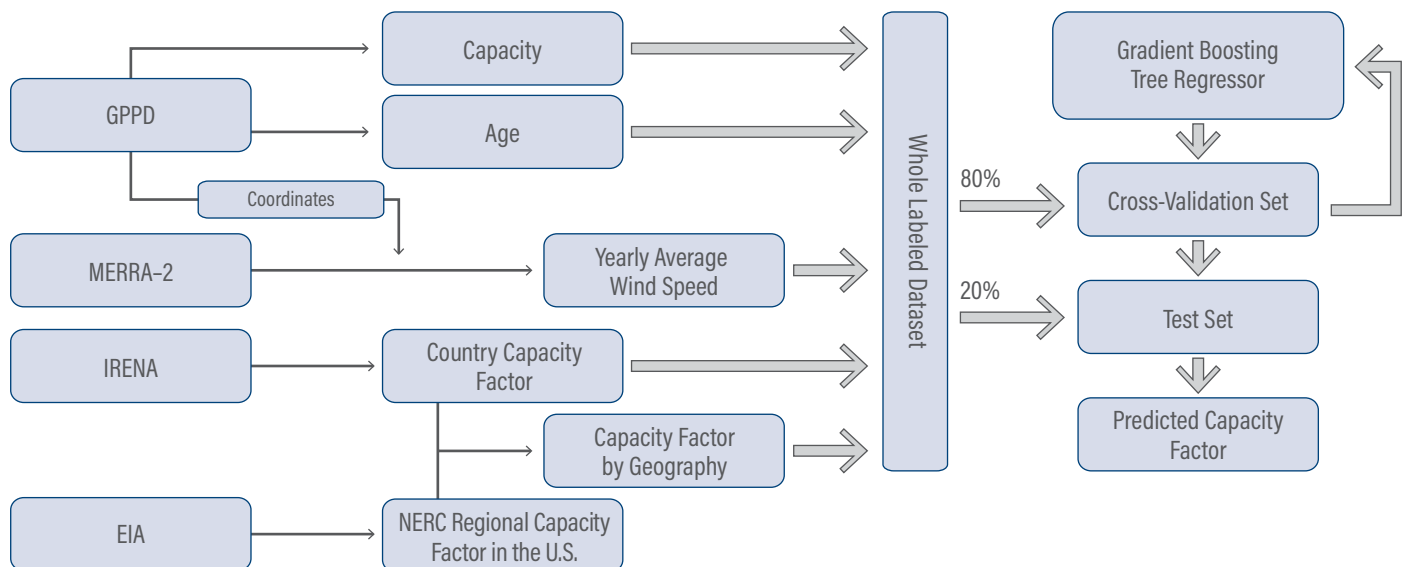 Capacity
GPPD
Age
Coordinates
MERRA–2
Yearly Average
Wind Speed
IRENA
Country Capacity
Factor
Capacity Factor
by Geography
EIA
NERC Regional Capacity
Factor in the U.S.
Whole Labeled Dataset
80%
20%
Gradient Boosting
Tree Regressor
Cross-Validation Set
Test Set
Predicted Capacity
Factor